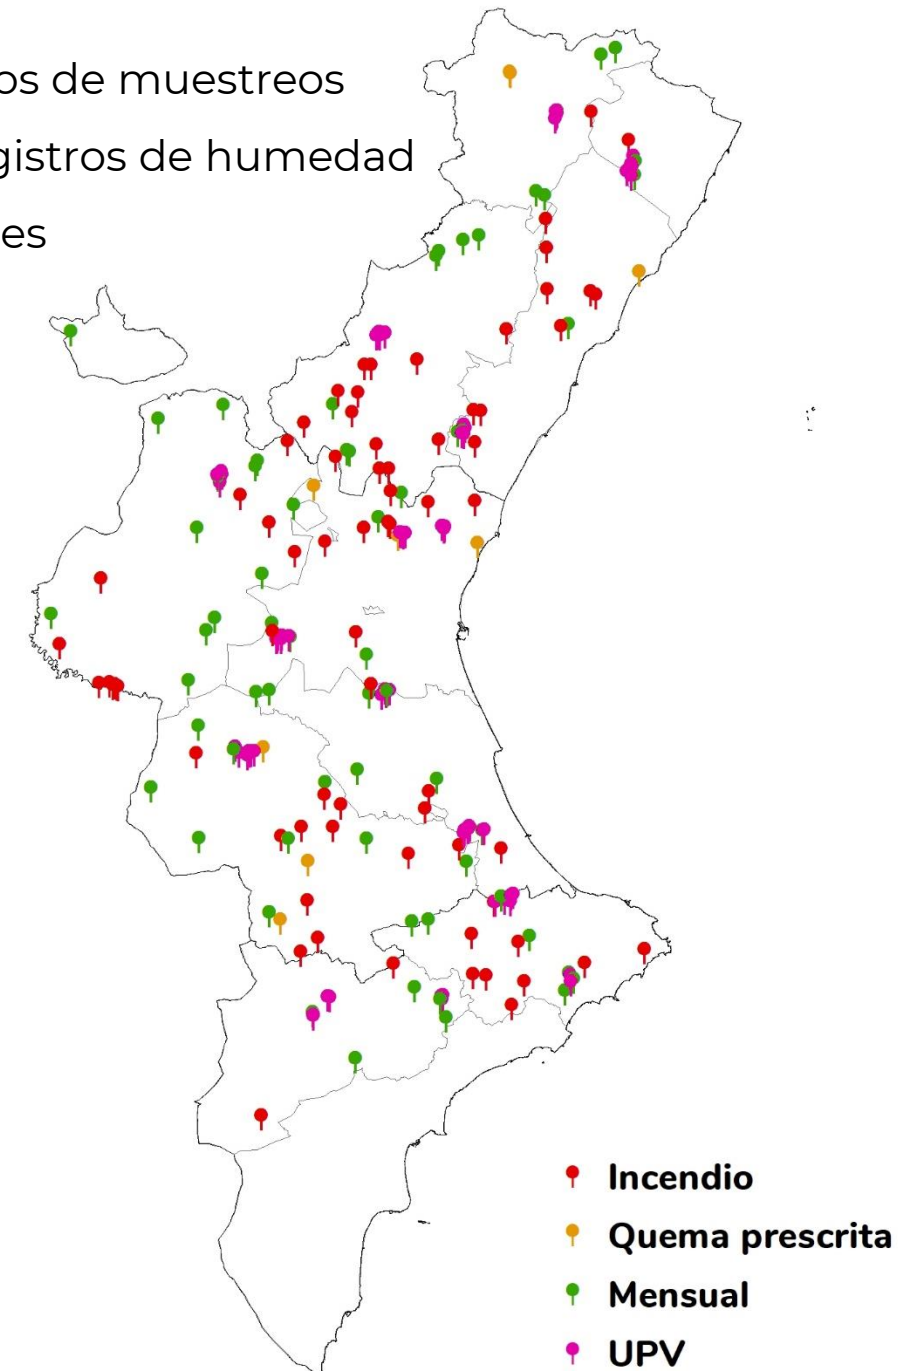 os de muestreos
gistros de humedad
es
Incendio
Quema prescrita
Mensual
UPV